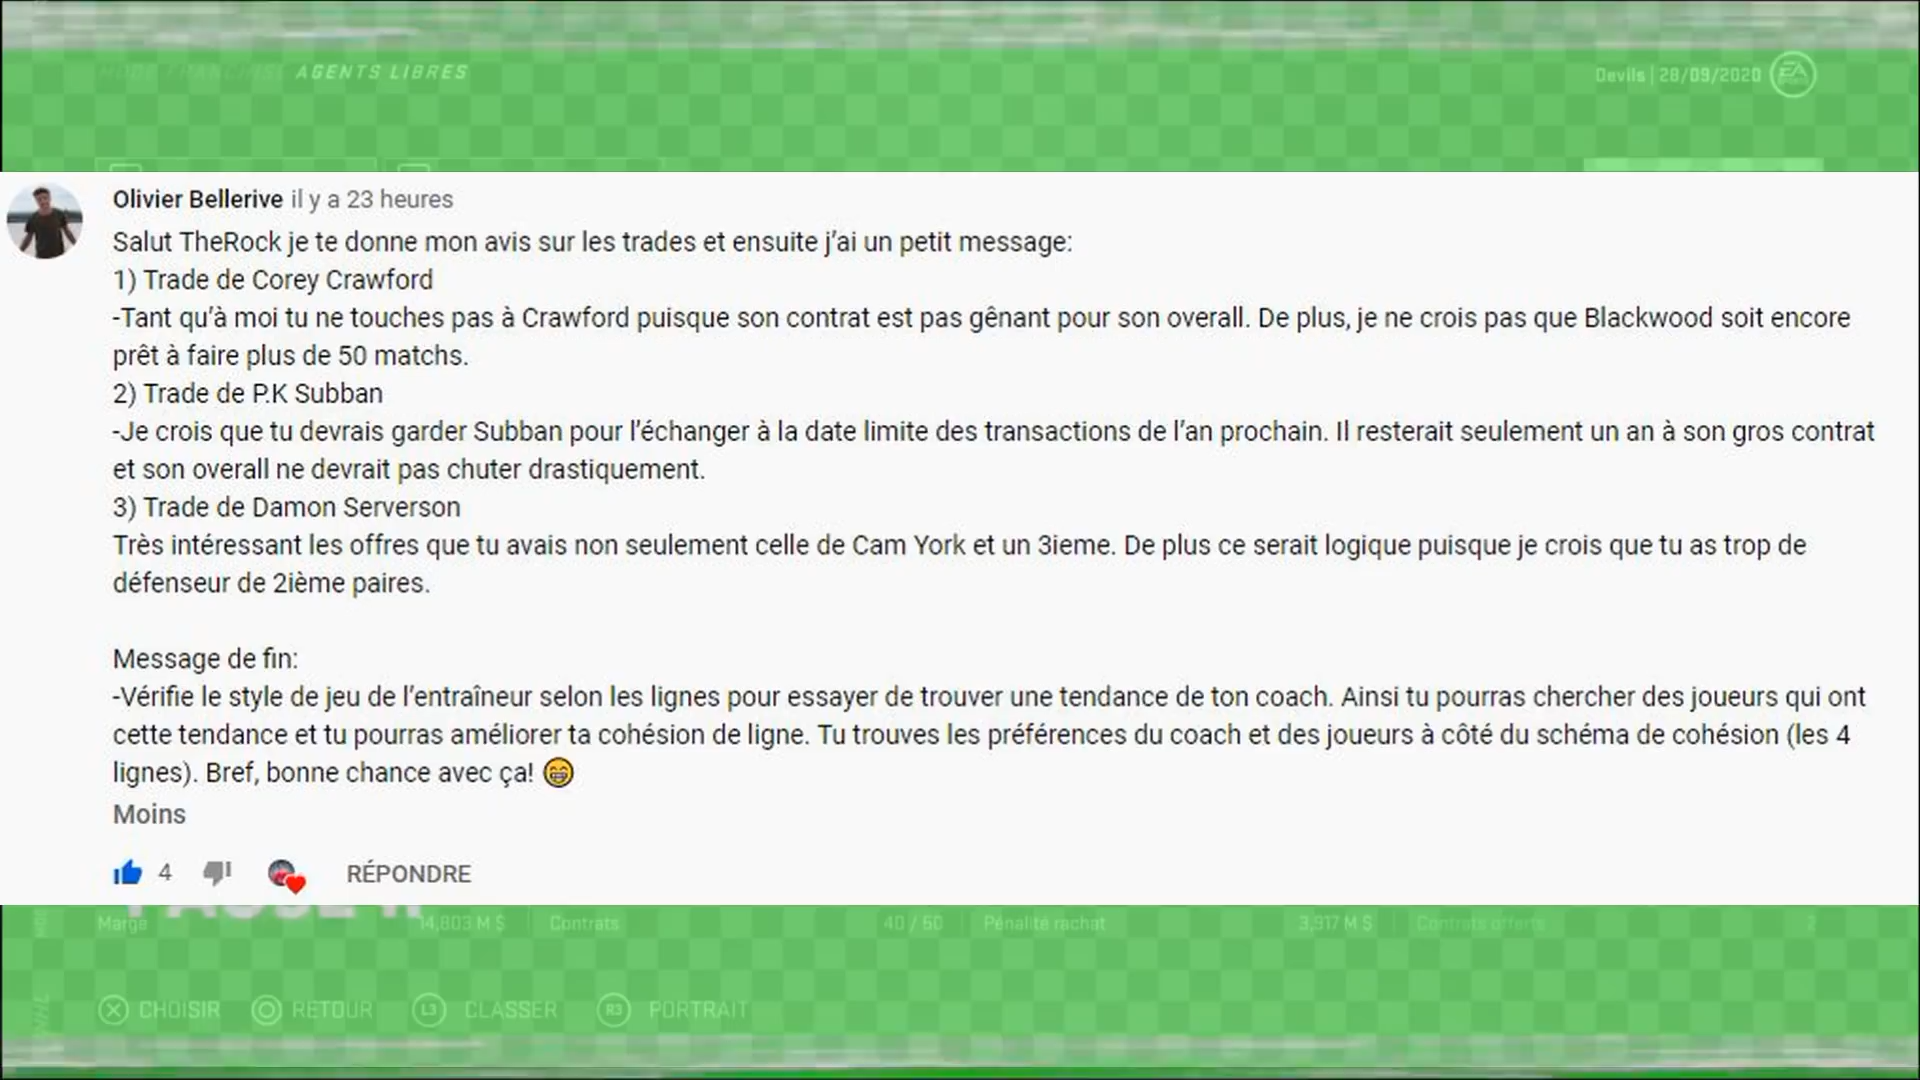 AGENTS LIBRES
Devils | 28/09/2020
EA
Olivier Bellerive il y a 23 heures
Salut TheRock je te donne mon avis sur les trades et ensuite j’ai un petit message:
1) Trade de Corey Crawford
-Tant qu’à moi tu ne touches pas à Crawford puisque son contrat est pas gênant pour son overall. De plus, je ne crois pas que Blackwood soit encore
prêt à faire plus de 50 matchs.
2) Trade de P.K Subban
-Je crois que tu devrais garder Subban pour l’échanger à la date limite des transactions de l’an prochain. Il resterait seulement un an à son gros contrat
et son overall ne devrait pas chuter drastiquement.
3) Trade de Damon Serverson
Très intéressant les offres que tu avais non seulement celle de Cam York et un 3ieme. De plus ce serait logique puisque je crois que tu as trop de
défenseur de 2ième paires.
Message de fin:
-Vérifie le style de jeu de l’entraîneur selon les lignes pour essayer de trouver une tendance de ton coach. Ainsi tu pourras chercher des joueurs qui ont
cette tendance et tu pourras améliorer ta cohésion de ligne. Tu trouves les préférences du coach et des joueurs à côté du schéma de cohésion (les 4
lignes). Bref, bonne chance avec ça! 😁
Moins
4 RÉPONDRE
Marge 14,803 M $ Contrats 40 / 50 Pénalité rachat 3,917 M $ Contrats offerts
CHOISIR RETOUR L3 CLASSER R3 PORTRAIT